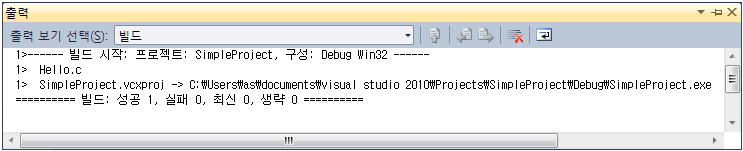 출력
출력 보기 선택(S): 빌드
1>------ 빌드 시작: 프로젝트: SimpleProject, 구성: Debug Win32 ------
1>  Hello.c
1>  SimpleProject.vcxproj -> C:₩Users₩as₩documents₩visual studio 2010₩Projects₩SimpleProject₩Debug₩SimpleProject.exe
========== 빌드: 성공 1, 실패 0, 최신 0, 생략 0 ==========